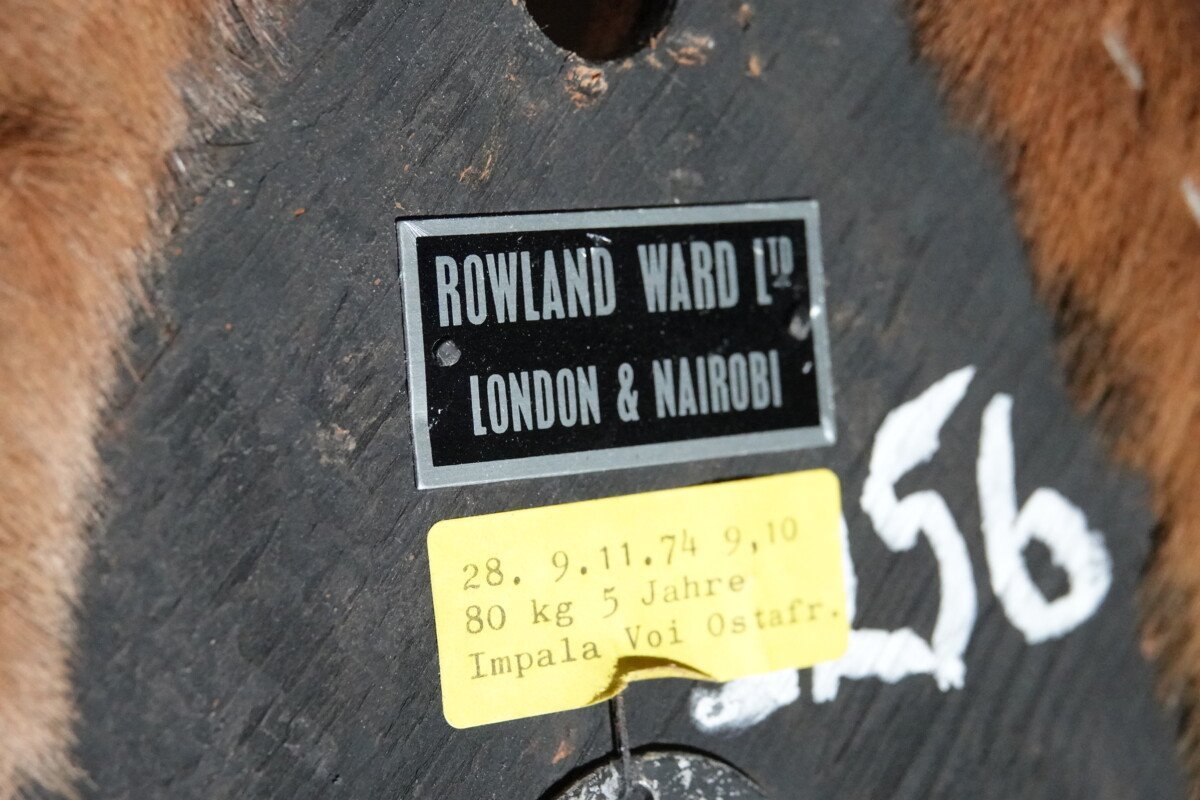 ROWLAND WARD LTD
LONDON & NAIROBI
28. 9.11.74 9,10
80 kg 5 Jahre
Impala Voi Ostafr.
56